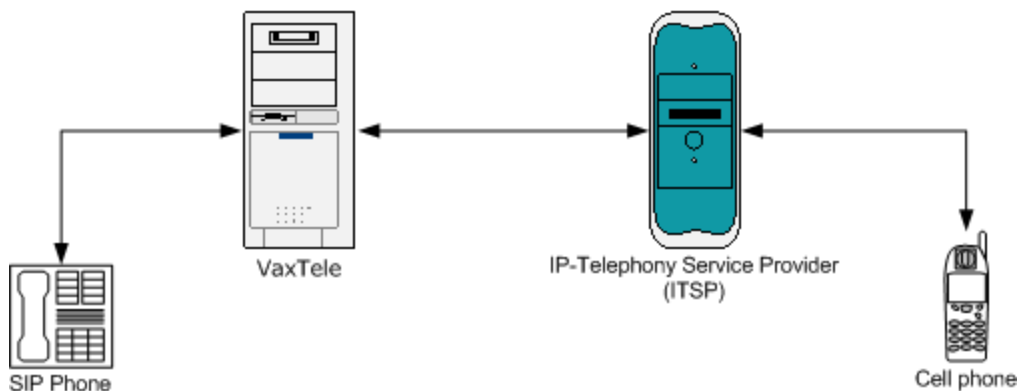 VaxTele
IP-Telephony Service Provider
(ITSP)
SIP Phone
Cell phone